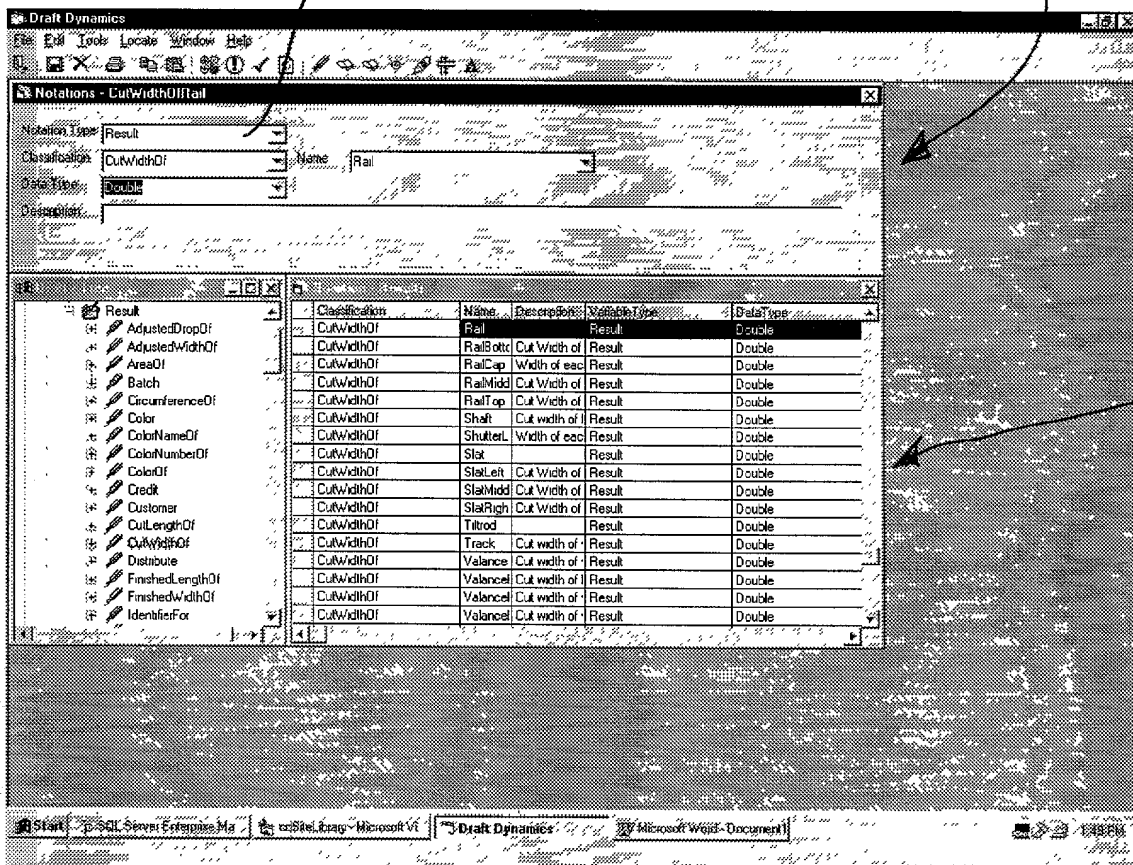 Draft Dynamics
File Edit Tools Locate Window Help
Notations - CutWidthOfRail
Notation Type Result
Classification CutWidthOf Name Rail
Data Type Double
Description
Result
AdjustedDropOf
AdjustedWidthOf
AreaOf
Batch
CircumferenceOf
Color
ColorNameOf
ColorNumberOf
ColorOf
Credit
Customer
CutLengthOf
CutWidthOf
Distribute
FinishedLengthOf
FinishedWidthOf
IdentifierFor
Classification Name Description VariableType DataType
CutWidthOf Rail Result Double
CutWidthOf RailBotto Cut Width of Result Double
CutWidthOf RailCap Width of eac Result Double
CutWidthOf RailMidd Cut Width of Result Double
CutWidthOf RailTop Cut Width of Result Double
CutWidthOf Shaft Cut width of Result Double
CutWidthOf ShutterL Width of eac Result Double
CutWidthOf Slat Result Double
CutWidthOf SlatLeft Cut Width of Result Double
CutWidthOf SlatMidd Cut Width of Result Double
CutWidthOf SlatRigh Cut Width of Result Double
CutWidthOf Tiltrod Result Double
CutWidthOf Track Cut width of Result Double
CutWidthOf Valance Cut width of Result Double
CutWidthOf Valancel Cut width of Result Double
CutWidthOf Valancel Cut width of Result Double
CutWidthOf Valancel Cut width of Result Double
Start SQL Server Enterprise Ma ccSiteLibrary - Microsoft Vi Draft Dynamics Microsoft Word - Document1